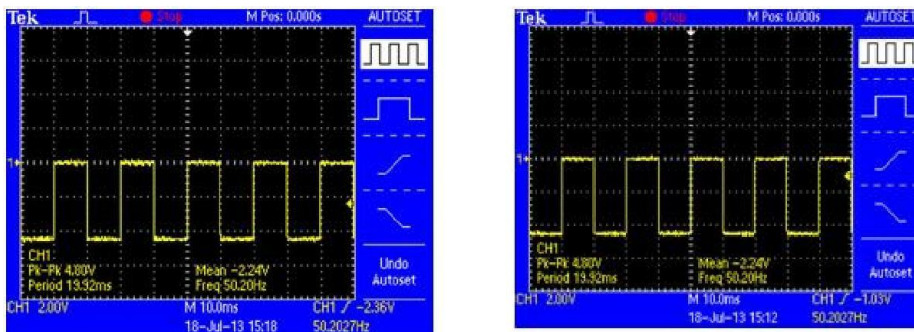 Tek Stop M Pos: 0.000s AUTOSET
1
CH1
Pk-Pk 4.80V Mean -2.24V
Period 19.92ms Freq 50.20Hz
Undo
Autoset
CH1 2.00V M 10.0ms CH1 -2.36V
18-Jul-13 15:18 50.2027Hz
Tek Stop M Pos: 0.000s AUTOSET
1
CH1
Pk-Pk 4.80V Mean -2.24V
Period 19.92ms Freq 50.20Hz
Undo
Autoset
CH1 2.00V M 10.0ms CH1 -1.03V
18-Jul-13 15:12 50.2027Hz